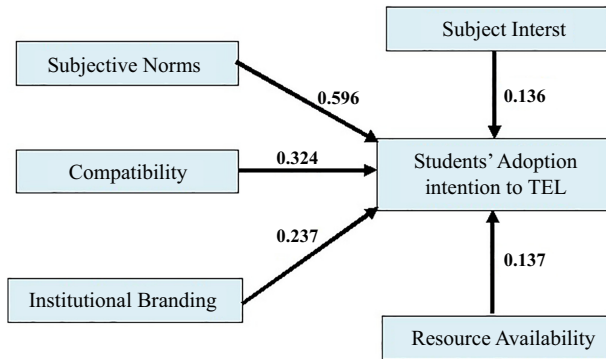 Subject Interst
Subjective Norms
0.596
0.136
Compatibility
0.324
Students' Adoption
intention to TEL
0.237
0.137
Institutional Branding
Resource Availability